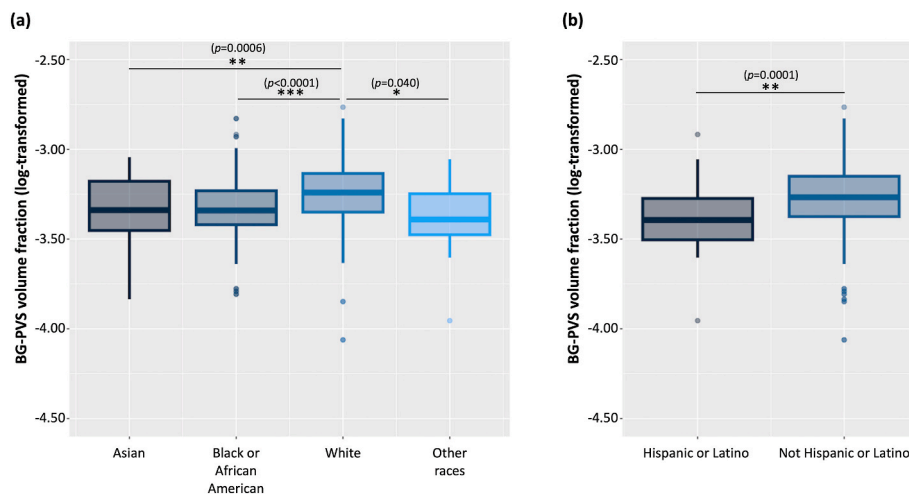 (a)
BG-PVS volume fraction (log-transformed)
-2.50
-3.00
-3.50
-4.00
-4.50
(p=0.0006)
**
(p<0.0001)
***
(p=0.040)
*
Asian
Black or
African
American
White
Other
races
(b)
BG-PVS volume fraction (log-transformed)
-2.50
-3.00
-3.50
-4.00
-4.50
(p=0.0001)
**
Hispanic or Latino
Not Hispanic or Latino